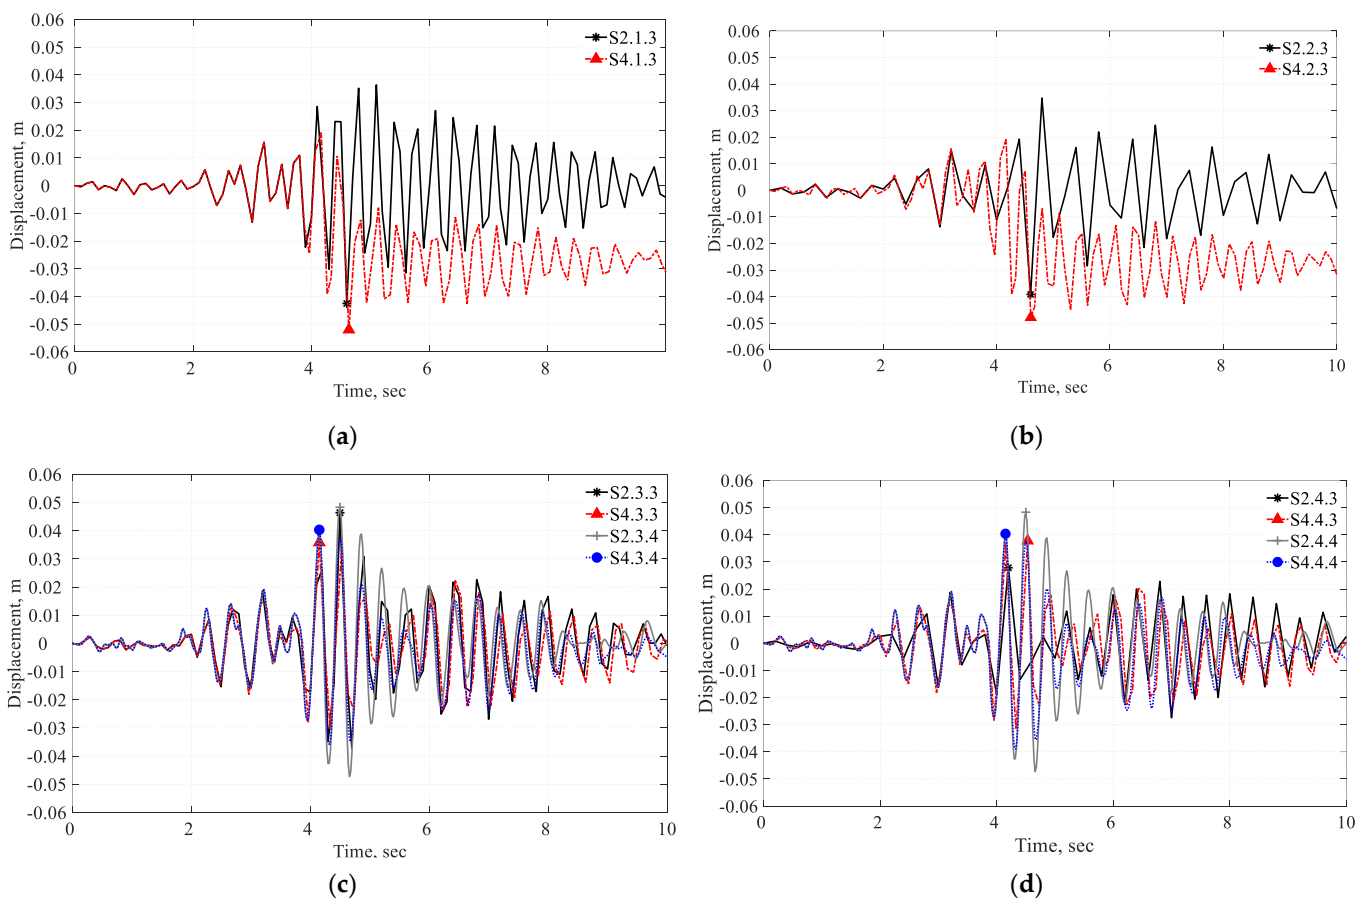 0.06
0.05
0.04
0.03
0.02
0.01
0
-0.01
-0.02
-0.03
-0.04
-0.05
-0.06
Displacement, m
S2.1.3
S4.1.3
0 2 4 6 8
Time, sec
(a)
0.06
0.05
0.04
0.03
0.02
0.01
0
-0.01
-0.02
-0.03
-0.04
-0.05
-0.06
Displacement, m
S2.2.3
S4.2.3
0 2 4 6 8 10
Time, sec
(b)
0.06
0.05
0.04
0.03
0.02
0.01
0
-0.01
-0.02
-0.03
-0.04
-0.05
-0.06
Displacement, m
S2.3.3
S4.3.3
S2.3.4
S4.3.4
0 2 4 6 8 10
Time, sec
(c)
0.06
0.05
0.04
0.03
0.02
0.01
0
-0.01
-0.02
-0.03
-0.04
-0.05
-0.06
Displacement, m
S2.4.3
S4.4.3
S2.4.4
S4.4.4
0 2 4 6 8 10
Time, sec
(d)